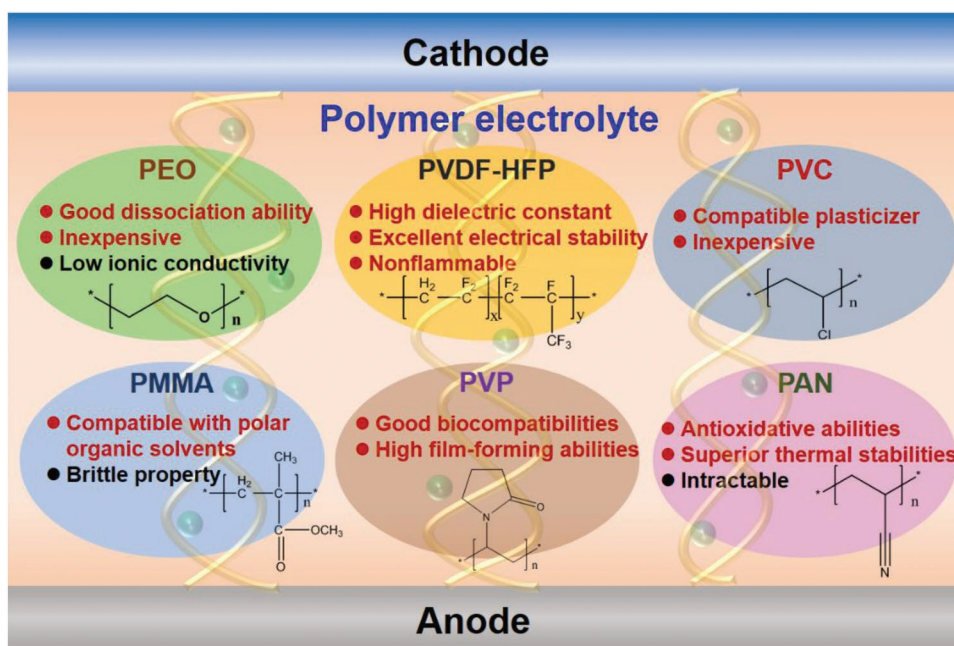 Cathode
Polymer electrolyte
PEO
● Good dissociation ability
● Inexpensive
● Low ionic conductivity
* O n *
PVDF-HFP
● High dielectric constant
● Excellent electrical stability
● Nonflammable
H2 F2 F2 F
* C C x C C y *
CF3
PVC
● Compatible plasticizer
● Inexpensive
* n *
Cl
PMMA
● Compatible with polar
organic solvents
● Brittle property
CH3
H2
* C C n *
C OCH3
O
PVP
● Good biocompatibilities
● High film-forming abilities
N O
* n *
PAN
● Antioxidative abilities
● Superior thermal stabilities
● Intractable
* n *
N
Anode